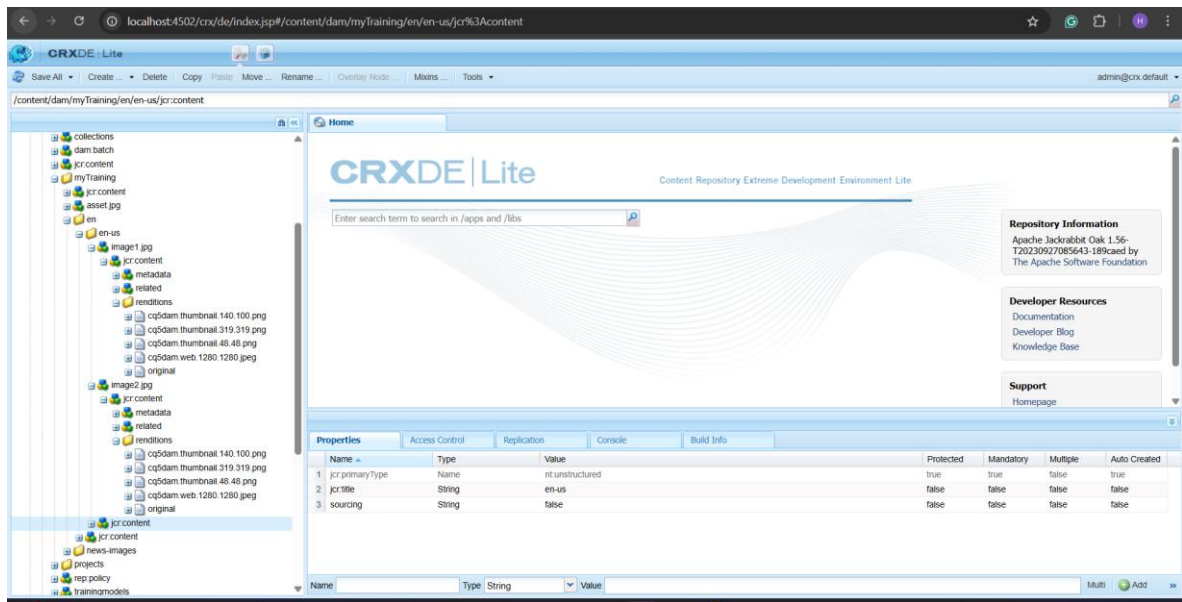 localhost:4502/crx/de/index.jsp#/content/dam/myTraining/en/en-us/jcr%3Acontent
G
H
CRXDE Lite
Save All Create ... Delete Copy Paste Move ... Rename ... Overlay Node ... Mixins ... Tools admin@crx.default
/content/dam/myTraining/en/en-us/jcr:content
collections
dam:batch
jcr:content
myTraining
jcr:content
asset.jpg
en
en-us
image1.jpg
jcr:content
metadata
related
renditions
cq5dam.thumbnail.140.100.png
cq5dam.thumbnail.319.319.png
cq5dam.thumbnail.48.48.png
cq5dam.web.1280.1280.jpeg
original
image2.jpg
jcr:content
metadata
related
renditions
cq5dam.thumbnail.140.100.png
cq5dam.thumbnail.319.319.png
cq5dam.thumbnail.48.48.png
cq5dam.web.1280.1280.jpeg
original
jcr:content
jcr:content
news-images
projects
rep:policy
trainingmodels
Home
CRXDE | Lite
Content Repository Extreme Development Environment Lite
Enter search term to search in /apps and /libs
Repository Information
Apache Jackrabbit Oak 1.56-
T20230927085643-
189caed by
The Apache Software Foundation
Developer Resources
Documentation
Developer Blog
Knowledge Base
Support
Homepage
Properties Access Control Replication Console Build Info
Name Type Value Protected Mandatory Multiple Auto Created
1 jcr:primaryType Name nt:unstructured true true false true
2 jcr:title String en-us false false false false
3 sourcing String false false false false false
Name Type String Value Multi Add